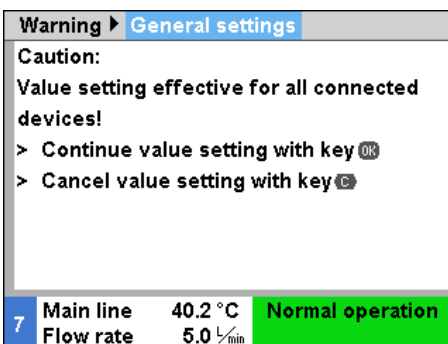 Warning ▶ General settings
Caution:
Value setting effective for all connected
devices!
> Continue value setting with key OK
> Cancel value setting with key C
7 Main line 40.2 °C Normal operation
Flow rate 5.0 L/min